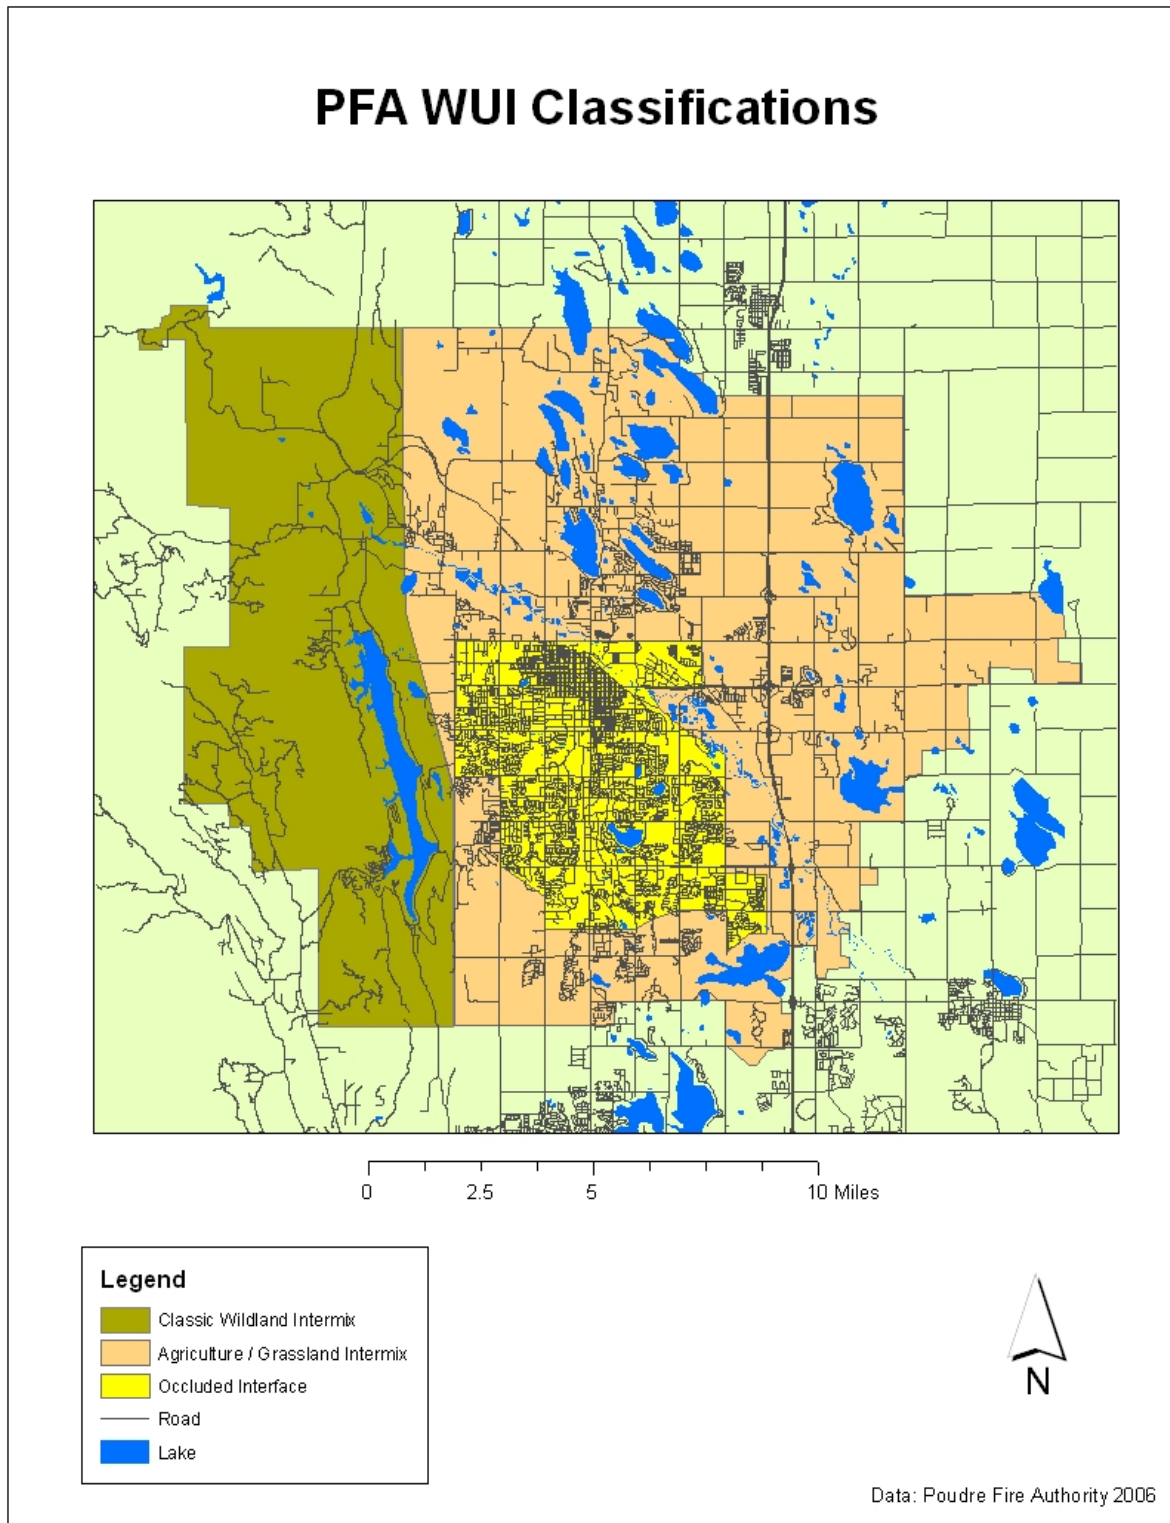 PFA WUI Classifications
0 2.5 5 10 Miles
Legend
Classic Wildland Intermix
Agriculture / Grassland Intermix
Occluded Interface
Road
Lake
N
Data: Poudre Fire Authority 2006